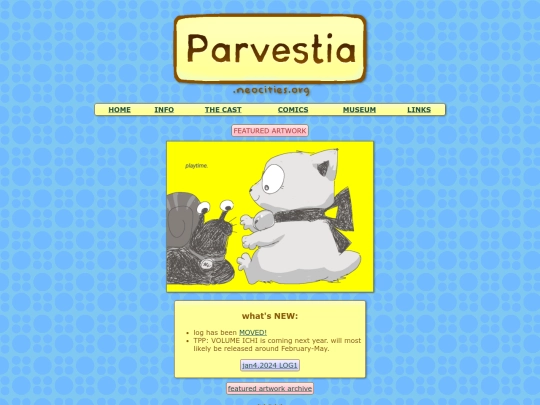 Parvestia
.neocities.org
HOME INFO THE CAST COMICS MUSEUM LINKS
FEATURED ARTWORK
playtime.
what's NEW:
log has been MOVED!
TPP: VOLUME ICHI is coming next year. will most
likely be released around February-May.
jan4.2024 LOG1
featured artwork archive